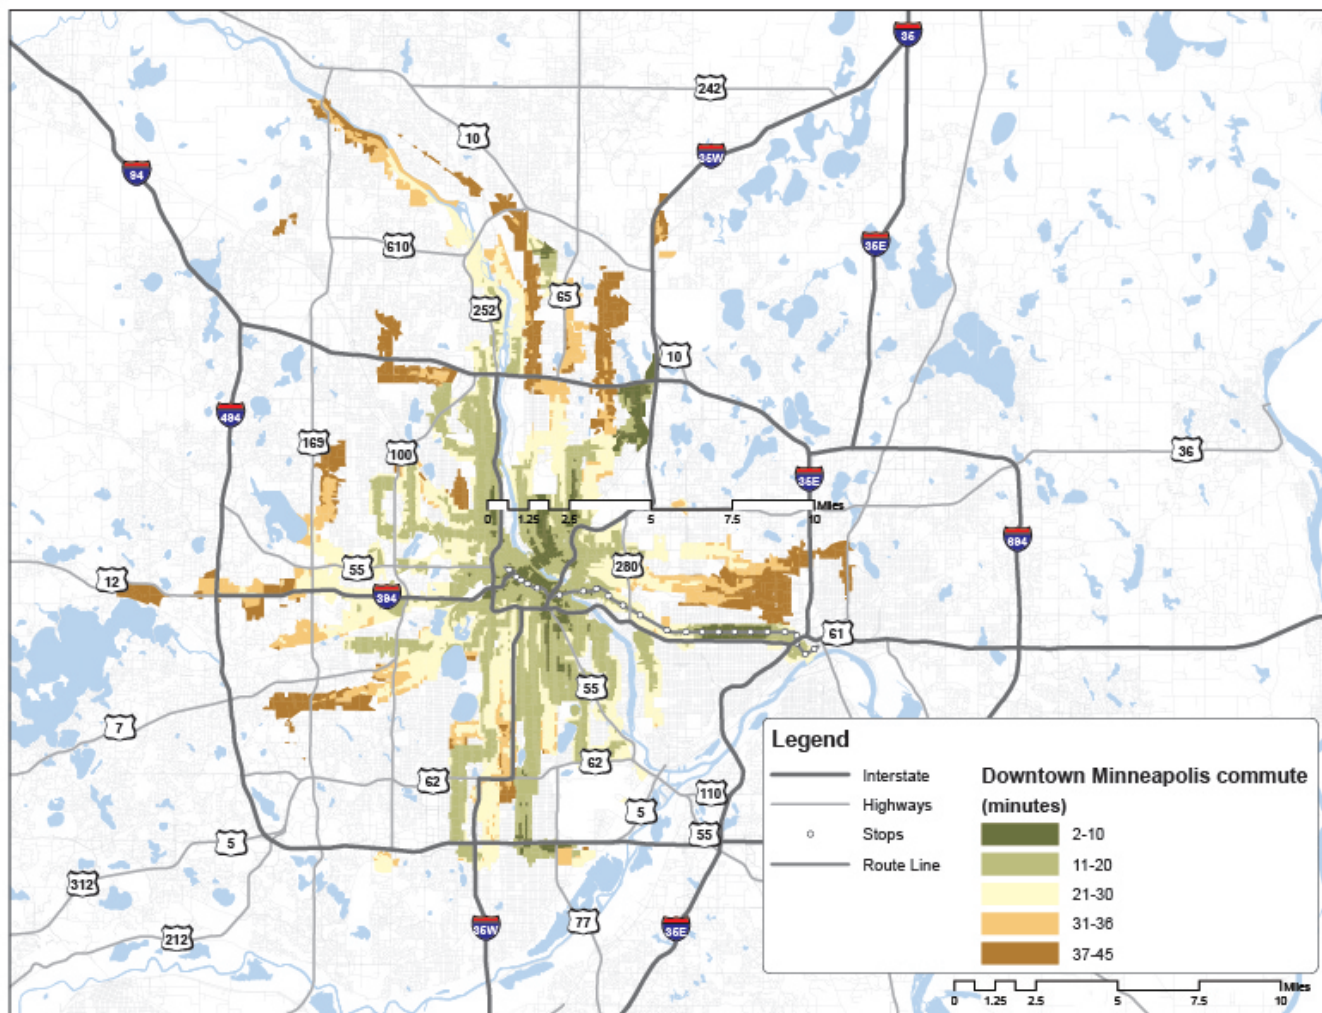 35
242
10
35W
94
35E
610
252
65
10
494
169
100
36
35E
0 1.25 2.5 5 7.5 10 Miles
694
280
55
12
394
61
55
7
62
62
110
5
55
5
312
212
35W
77
35E
Legend
Interstate
Highways
Stops
Route Line
Downtown Minneapolis commute
(minutes)
2-10
11-20
21-30
31-36
37-45
0 1.25 2.5 5 7.5 10 Miles